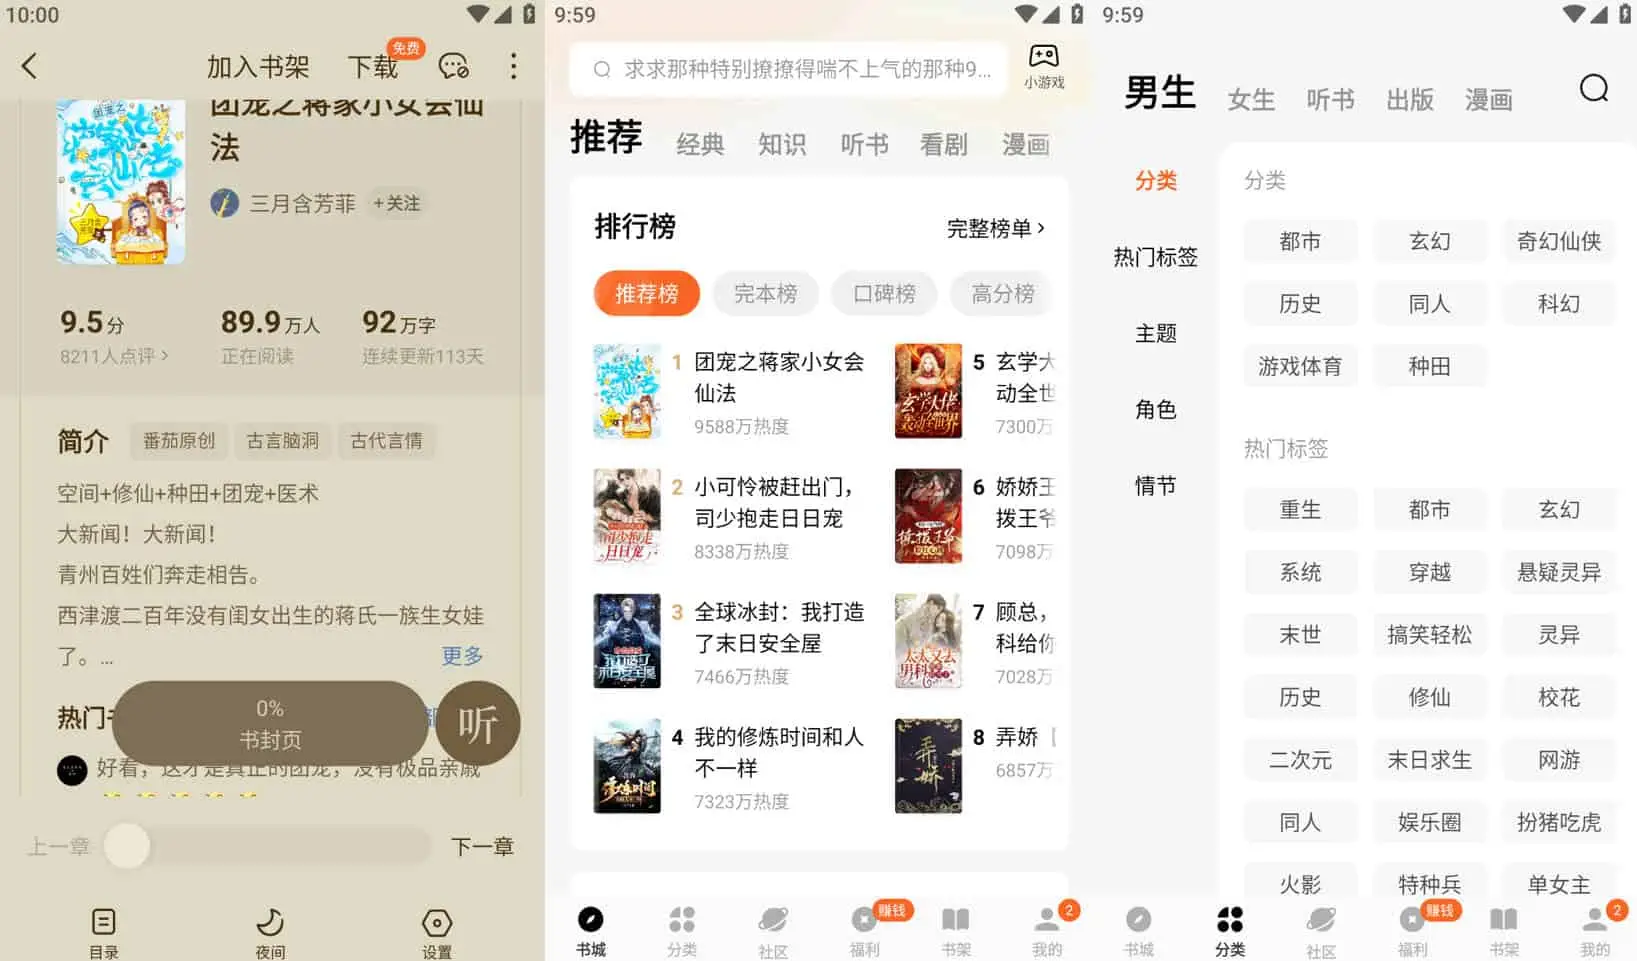 10:00
加入书架
下载
免费
团宠之蒋家小女会仙
法
三月含芳菲
+关注
9.5分
8211人点评 >
89.9万人
正在阅读
92万字
连续更新113天
简介
番茄原创
古言脑洞
古代言情
空间+修仙+种田+团宠+医术
大新闻！大新闻！
青州百姓们奔走相告。
西津渡二百年没有闺女出生的蒋氏一族生女娃
了。...
更多
热门
0%
书封页
听
好看，这才是真正的团宠，没有极品亲戚
上一章
下一章
目录
夜间
设置
9:59
求求那种特别撩撩得喘不上气的那种9...
小游戏
推荐
经典
知识
听书
看剧
漫画
排行榜
完整榜单 >
推荐榜
完本榜
口碑榜
高分榜
1 团宠之蒋家小女会
仙法
9588万热度
2 小可怜被赶出门，
司少抱走日日宠
8338万热度
3 全球冰封：我打造
了末日安全屋
7466万热度
4 我的修炼时间和人
不一样
7323万热度
5 玄学大
动全世
7300万
6 娇娇王
拨王爷
7098万
7 顾总，
科给你
7028万
8 弄娇
6857万
书城
分类
社区
福利
赚钱
书架
我的
2
9:59
男生
女生
听书
出版
漫画
分类
热门标签
主题
角色
情节
分类
都市
玄幻
奇幻仙侠
历史
同人
科幻
游戏体育
种田
热门标签
重生
都市
玄幻
系统
穿越
悬疑灵异
末世
搞笑轻松
灵异
历史
修仙
校花
二次元
末日求生
网游
同人
娱乐圈
扮猪吃虎
火影
特种兵
单女主
书城
分类
社区
福利
赚钱
书架
我的
2